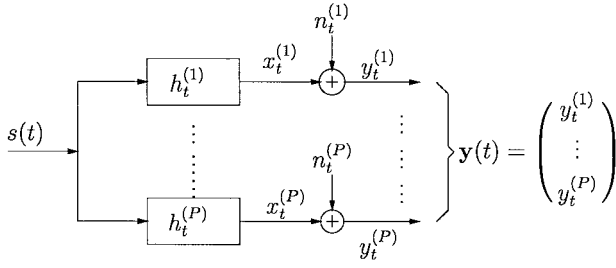 n_t^{(1)}
x_t^{(1)}
h_t^{(1)}
+
y_t^{(1)}
s(t)
n_t^{(P)}
x_t^{(P)}
h_t^{(P)}
+
y_t^{(P)}
y(t) = ( y_t^{(1)} ⋮ y_t^{(P)} )